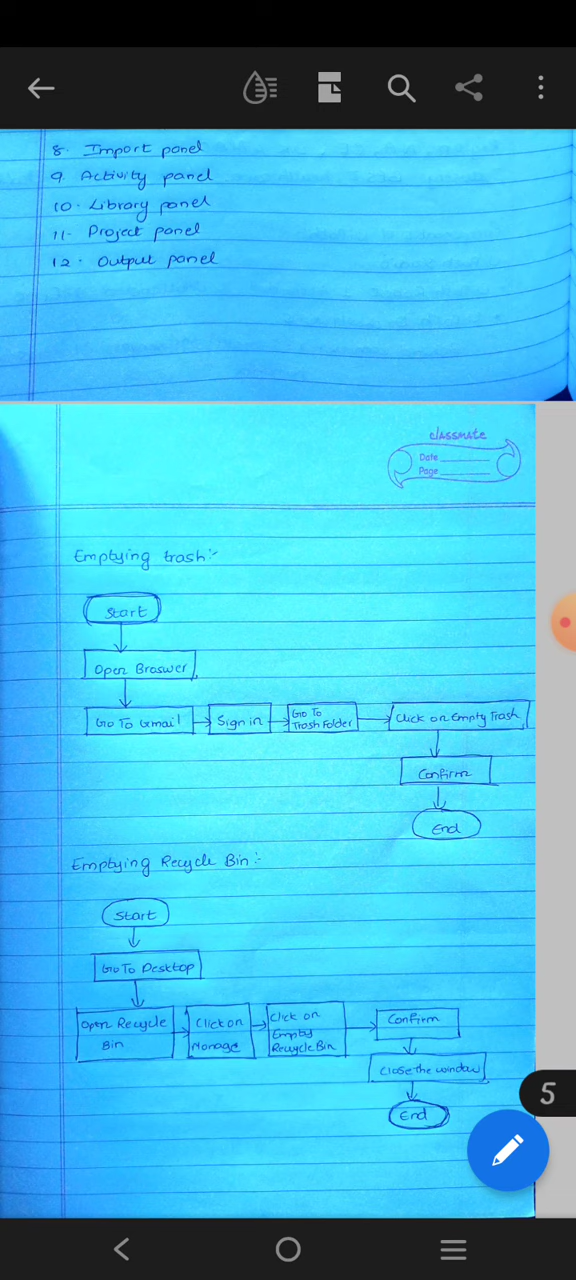 8. Import panel
9. Activity panel
10. Library panel
11. Project panel
12. Output panel
classmate
Date
Page
Emptying trash:-
Start
Open Braswer
Go To Gmail
Sign in
Go To
Trash Folder
Click on Empty Trash
Confirm
End
Emptying Recycle Bin:-
Start
Go To Desktop
Open Recycle
Bin
Click on
Manage
Click on
Empty
Recycle Bin
Confirm
Close the window
End
5